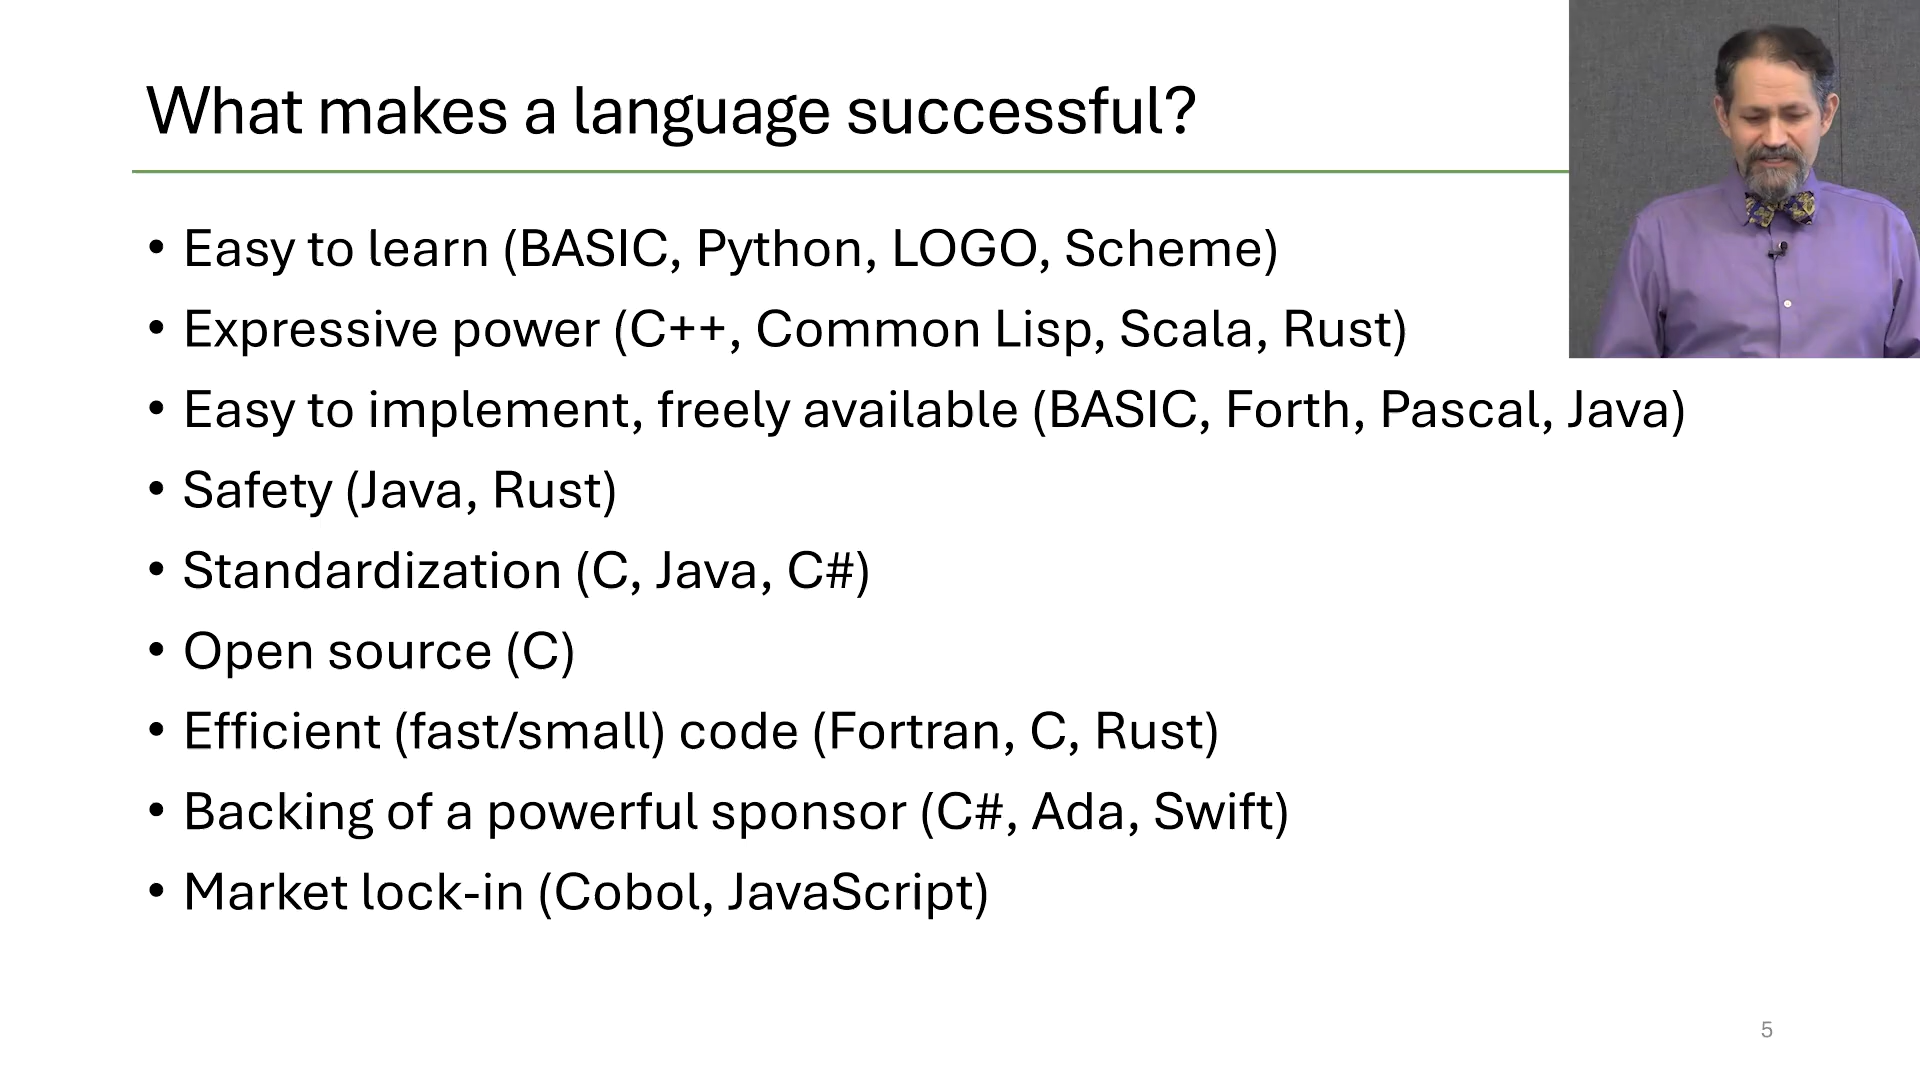 What makes a language successful?
• Easy to learn (BASIC, Python, LOGO, Scheme)
• Expressive power (C++, Common Lisp, Scala, Rust)
• Easy to implement, freely available (BASIC, Forth, Pascal, Java)
• Safety (Java, Rust)
• Standardization (C, Java, C#)
• Open source (C)
• Efficient (fast/small) code (Fortran, C, Rust)
• Backing of a powerful sponsor (C#, Ada, Swift)
• Market lock-in (Cobol, JavaScript)
5